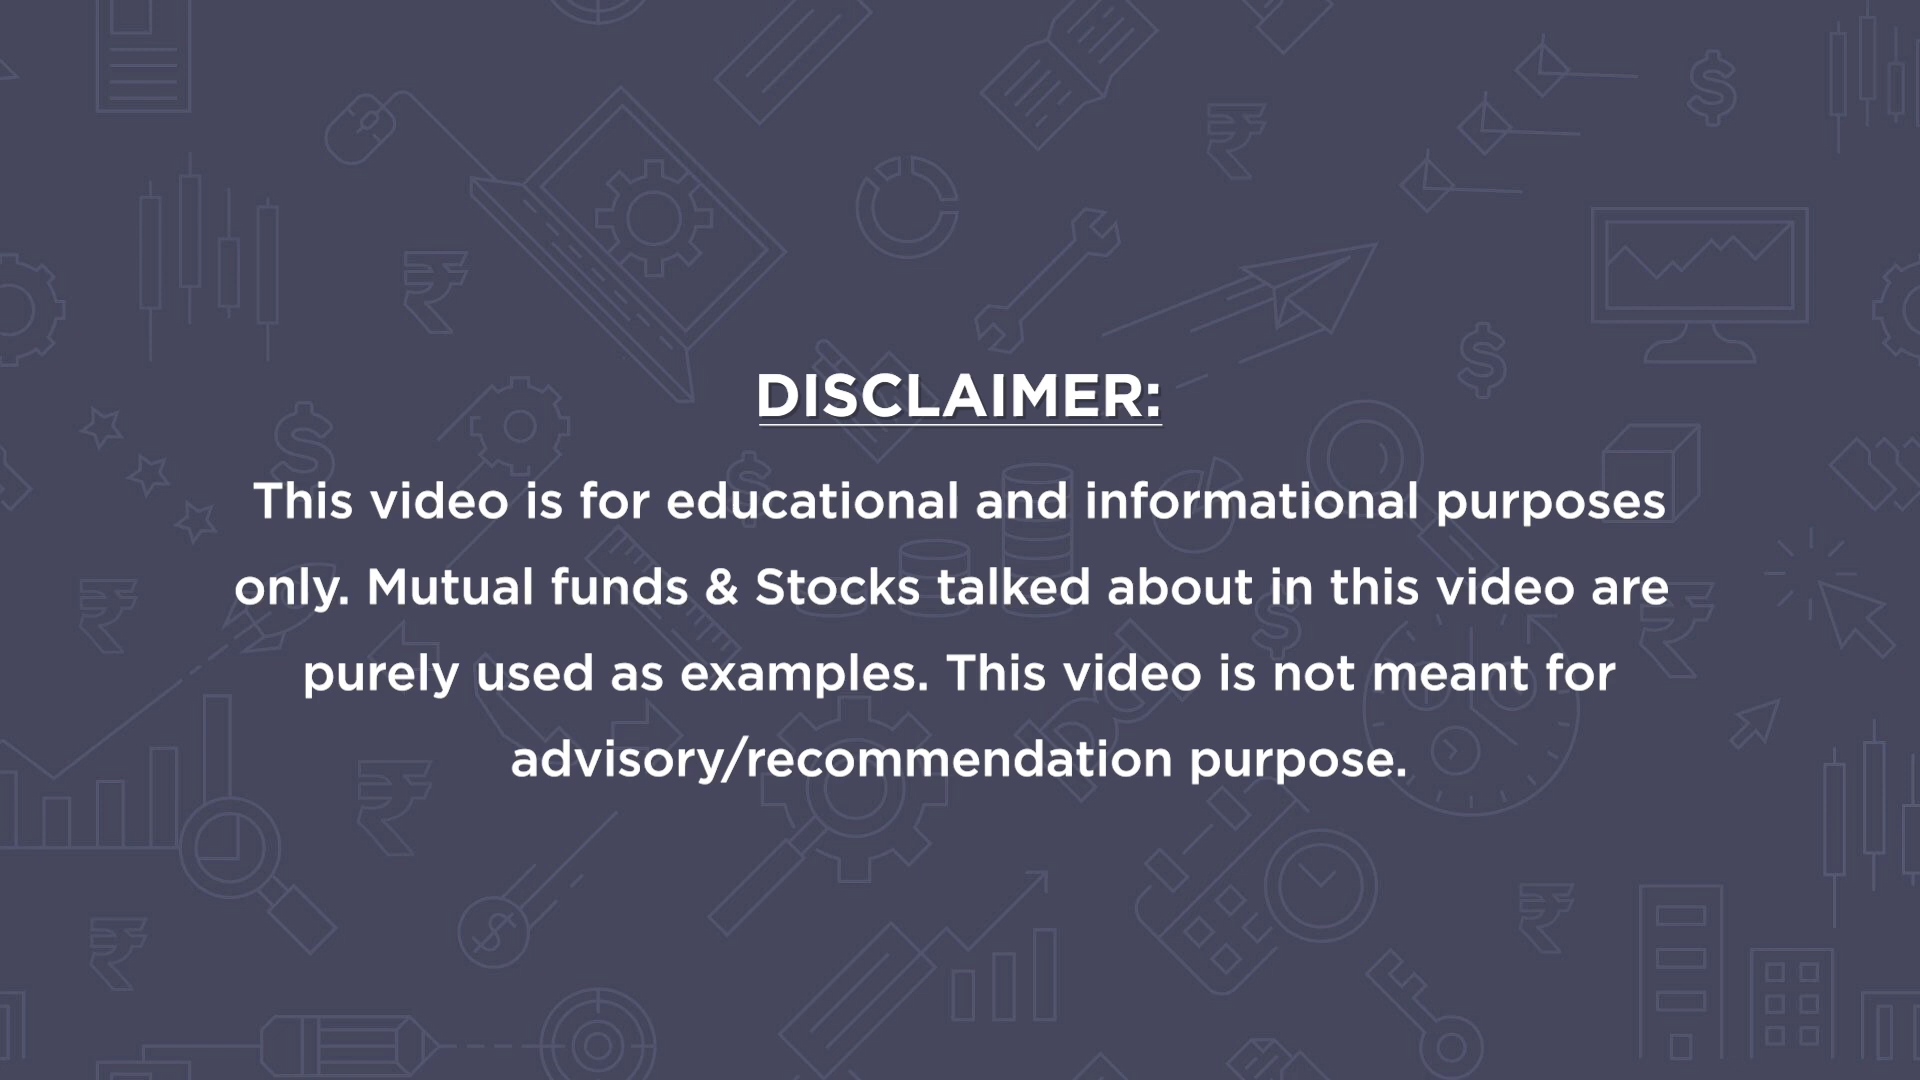 DISCLAIMER:
This video is for educational and informational purposes
only. Mutual funds & Stocks talked about in this video are
purely used as examples. This video is not meant for
advisory/recommendation purpose.